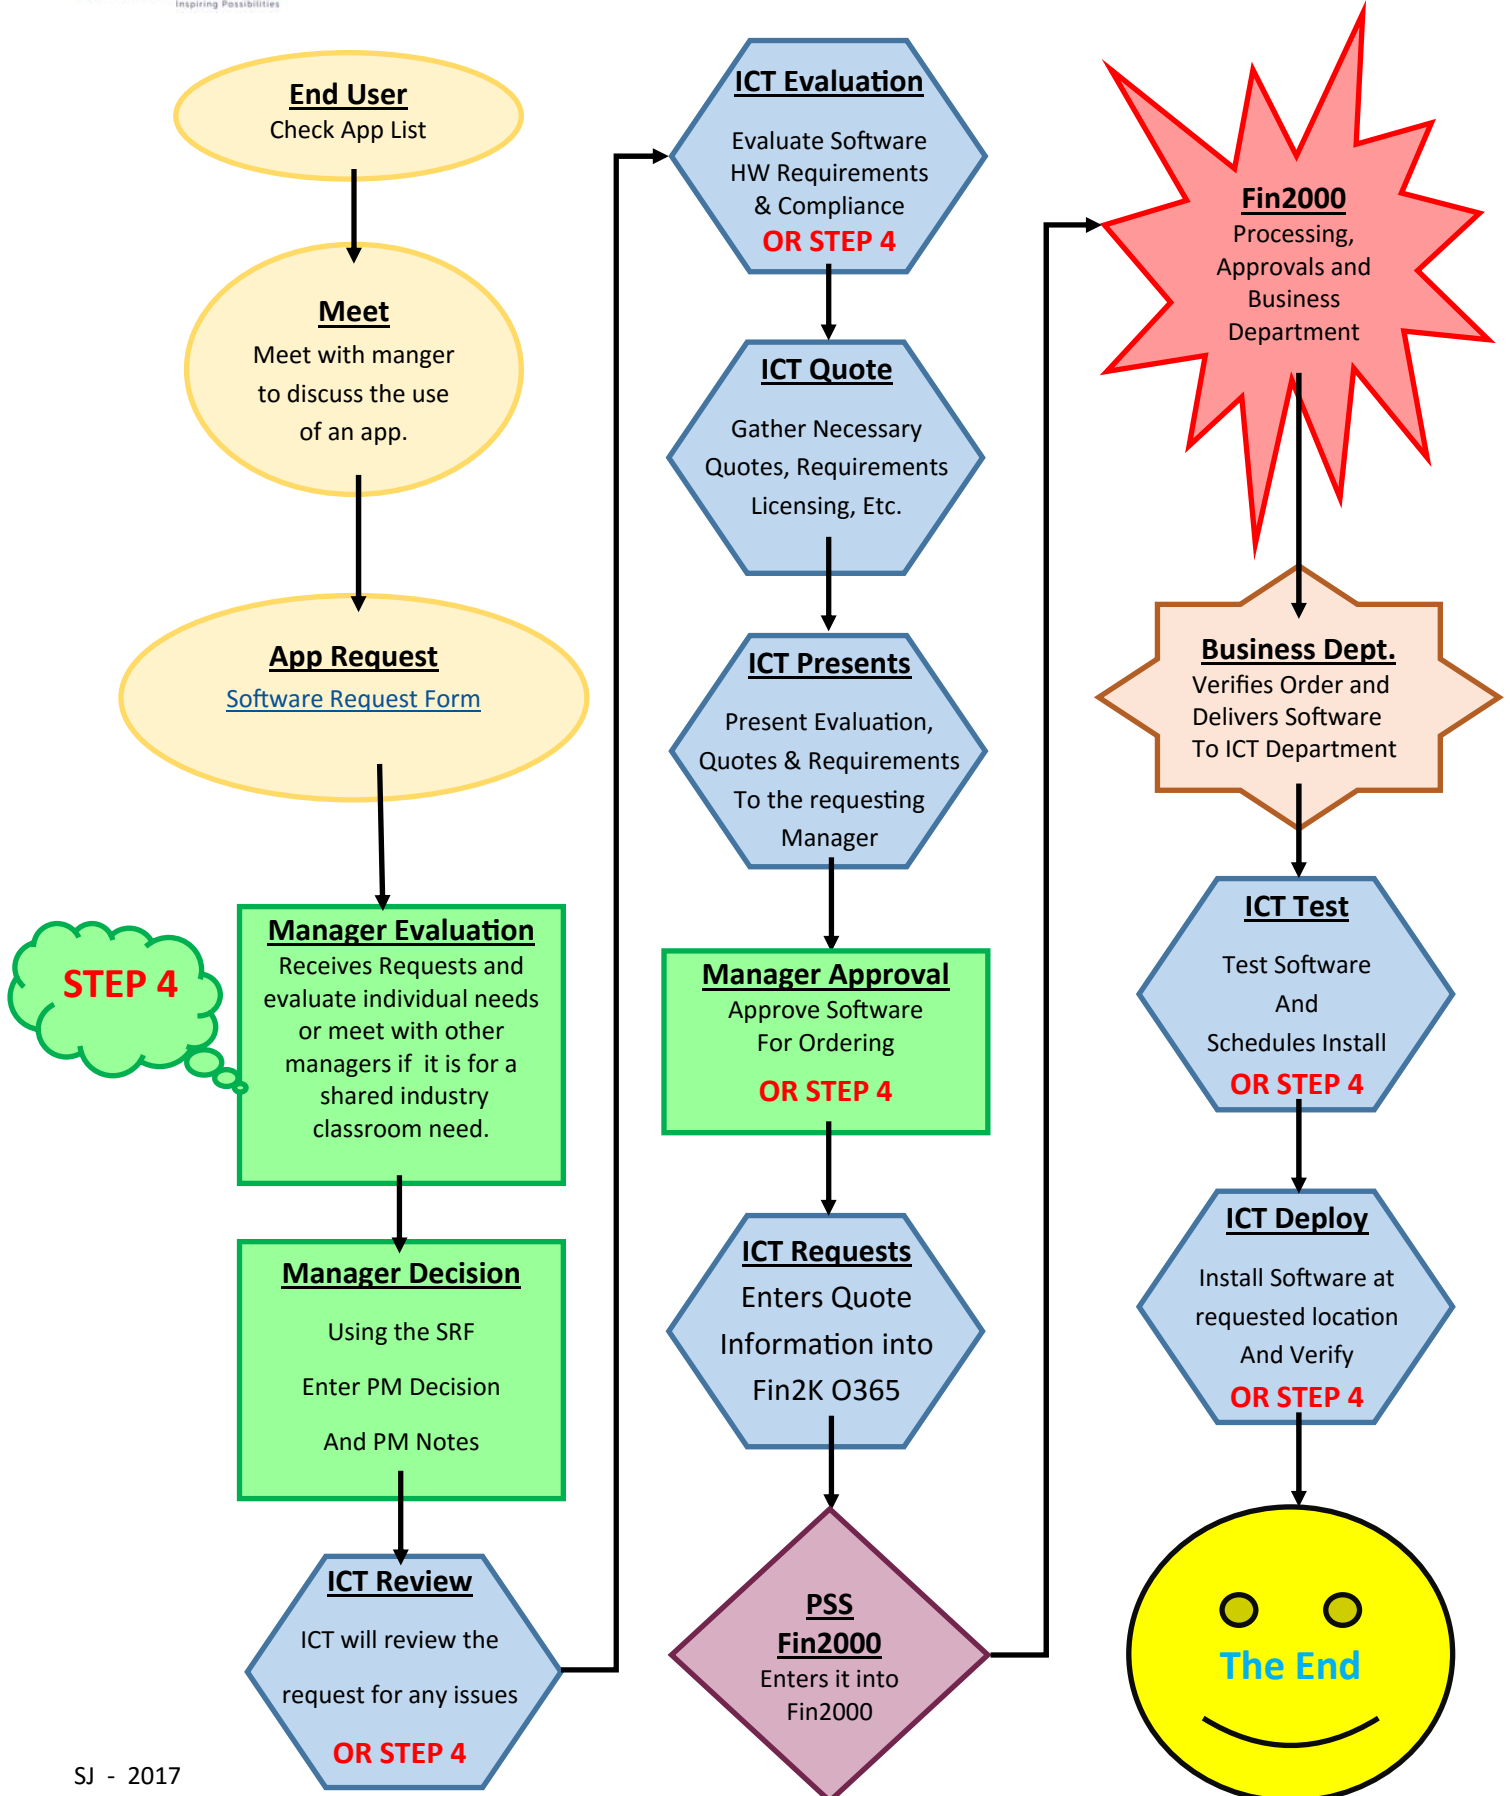 Inspiring Possibilities
End User
Check App List
Meet
Meet with manger
to discuss the use
of an app.
App Request
Software Request Form
STEP 4
Manager Evaluation
Receives Requests and
evaluate individual needs
or meet with other
managers if it is for a
shared industry
classroom need.
Manager Decision
Using the SRF
Enter PM Decision
And PM Notes
ICT Review
ICT will review the
request for any issues
OR STEP 4
SJ - 2017
ICT Evaluation
Evaluate Software
HW Requirements
& Compliance
OR STEP 4
ICT Quote
Gather Necessary
Quotes, Requirements
Licensing, Etc.
ICT Presents
Present Evaluation,
Quotes & Requirements
To the requesting
Manager
Manager Approval
Approve Software
For Ordering
OR STEP 4
ICT Requests
Enters Quote
Information into
Fin2K O365
PSS
Fin2000
Enters it into
Fin2000
Fin2000
Processing,
Approvals and
Business
Department
Business Dept.
Verifies Order and
Delivers Software
To ICT Department
ICT Test
Test Software
And
Schedules Install
OR STEP 4
ICT Deploy
Install Software at
requested location
And Verify
OR STEP 4
The End